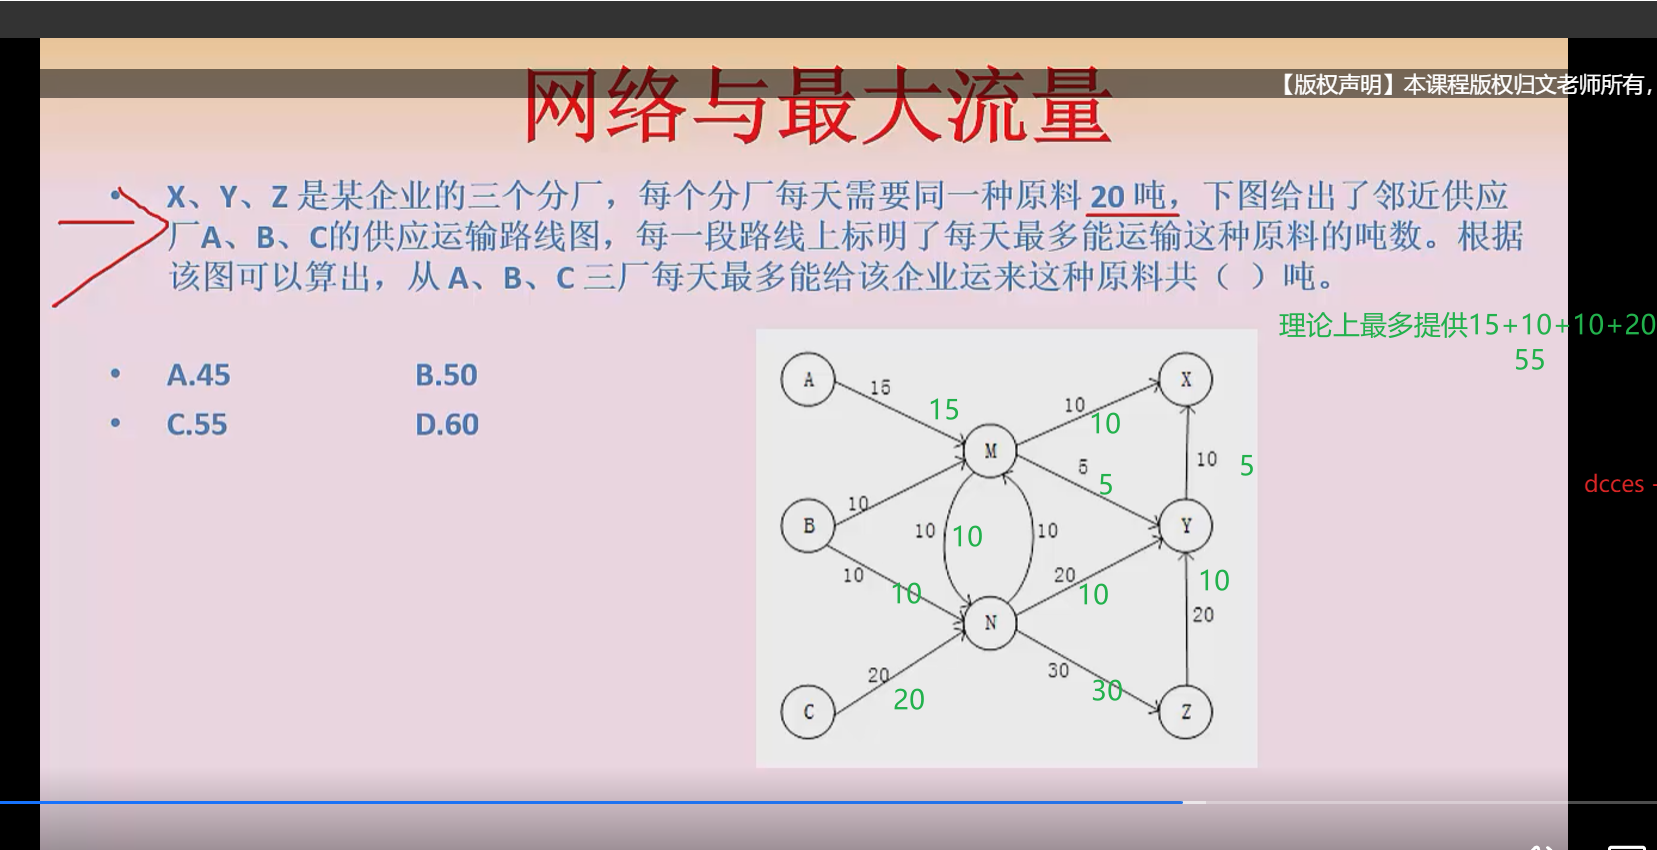 【版权声明】本课程版权归文老师所有,
网络与最大流量
• X、Y、Z 是某企业的三个分厂，每个分厂每天需要同一种原料 20 吨，下图给出了邻近供应
厂A、B、C的供应运输路线图，每一段路线上标明了每天最多能运输这种原料的吨数。根据
该图可以算出，从 A、B、C 三厂每天最多能给该企业运来这种原料共（ ）吨。
理论上最多提供15+10+10+20
55
• A.45 B.50
• C.55 D.60
A
15
15
M
10
10
X
5
5
10
5
B
10
10
10
10
10
10
20
10
Y
10
20
N
20
20
30
30
C
Z
dcces -